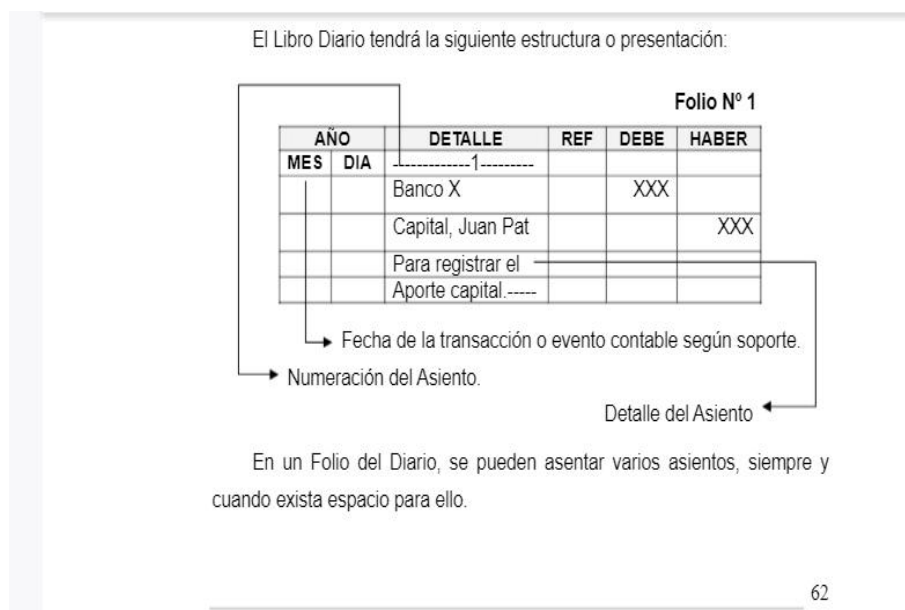 El Libro Diario tendrá la siguiente estructura o presentación:
Folio Nº 1
AÑO DETALLE REF DEBE HABER
MES DIA -------------1---------
Banco X XXX
Capital, Juan Pat XXX
Para registrar el
Aporte capital.-----
Fecha de la transacción o evento contable según soporte.
Numeración del Asiento.
Detalle del Asiento
En un Folio del Diario, se pueden asentar varios asientos, siempre y
cuando exista espacio para ello.
62